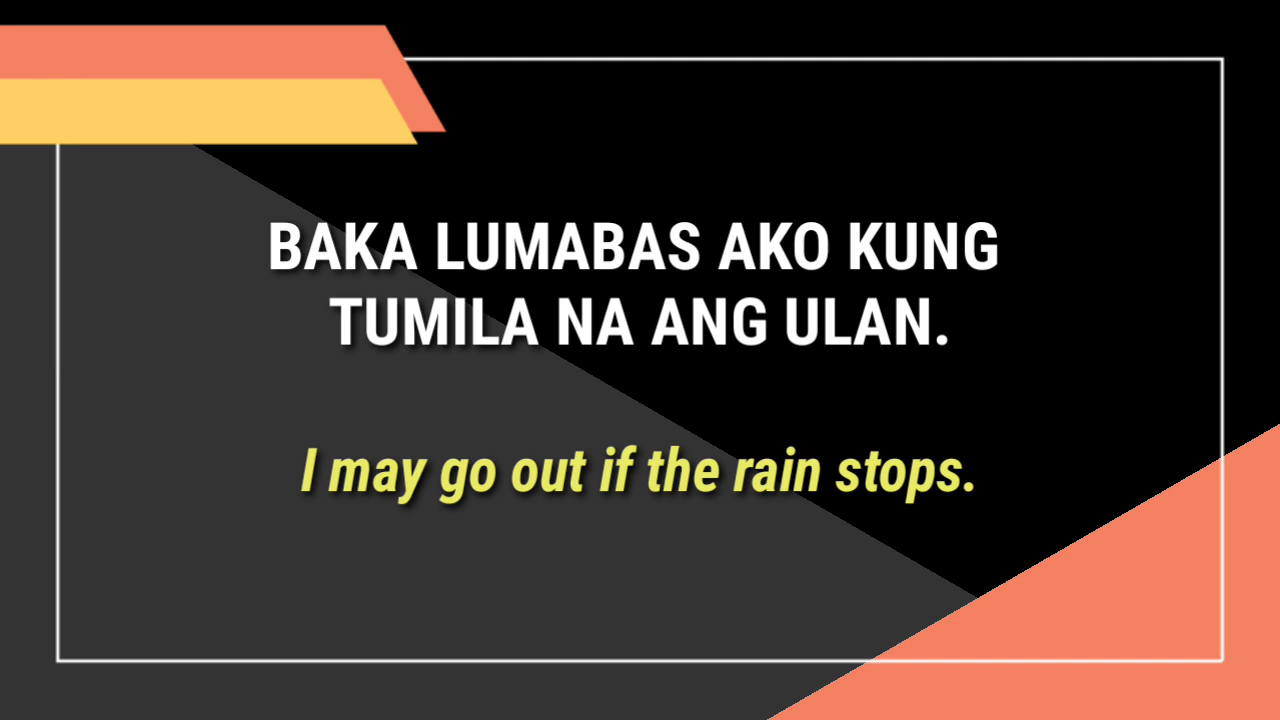 BAKA LUMABAS AKO KUNG
TUMILA NA ANG ULAN.
I may go out if the rain stops.